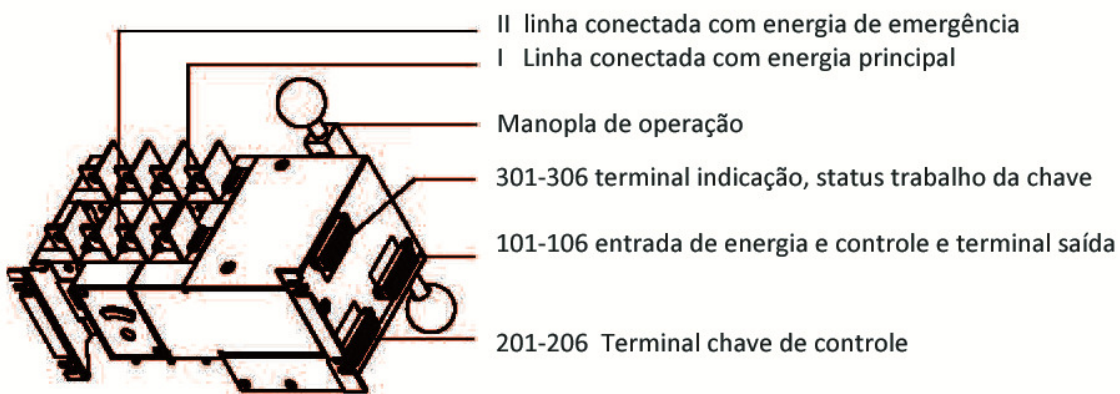 II linha conectada com energia de emergência
I Linha conectada com energia principal
Manopla de operação
301-306 terminal indicação, status trabalho da chave
101-106 entrada de energia e controle e terminal saída
201-206 Terminal chave de controle